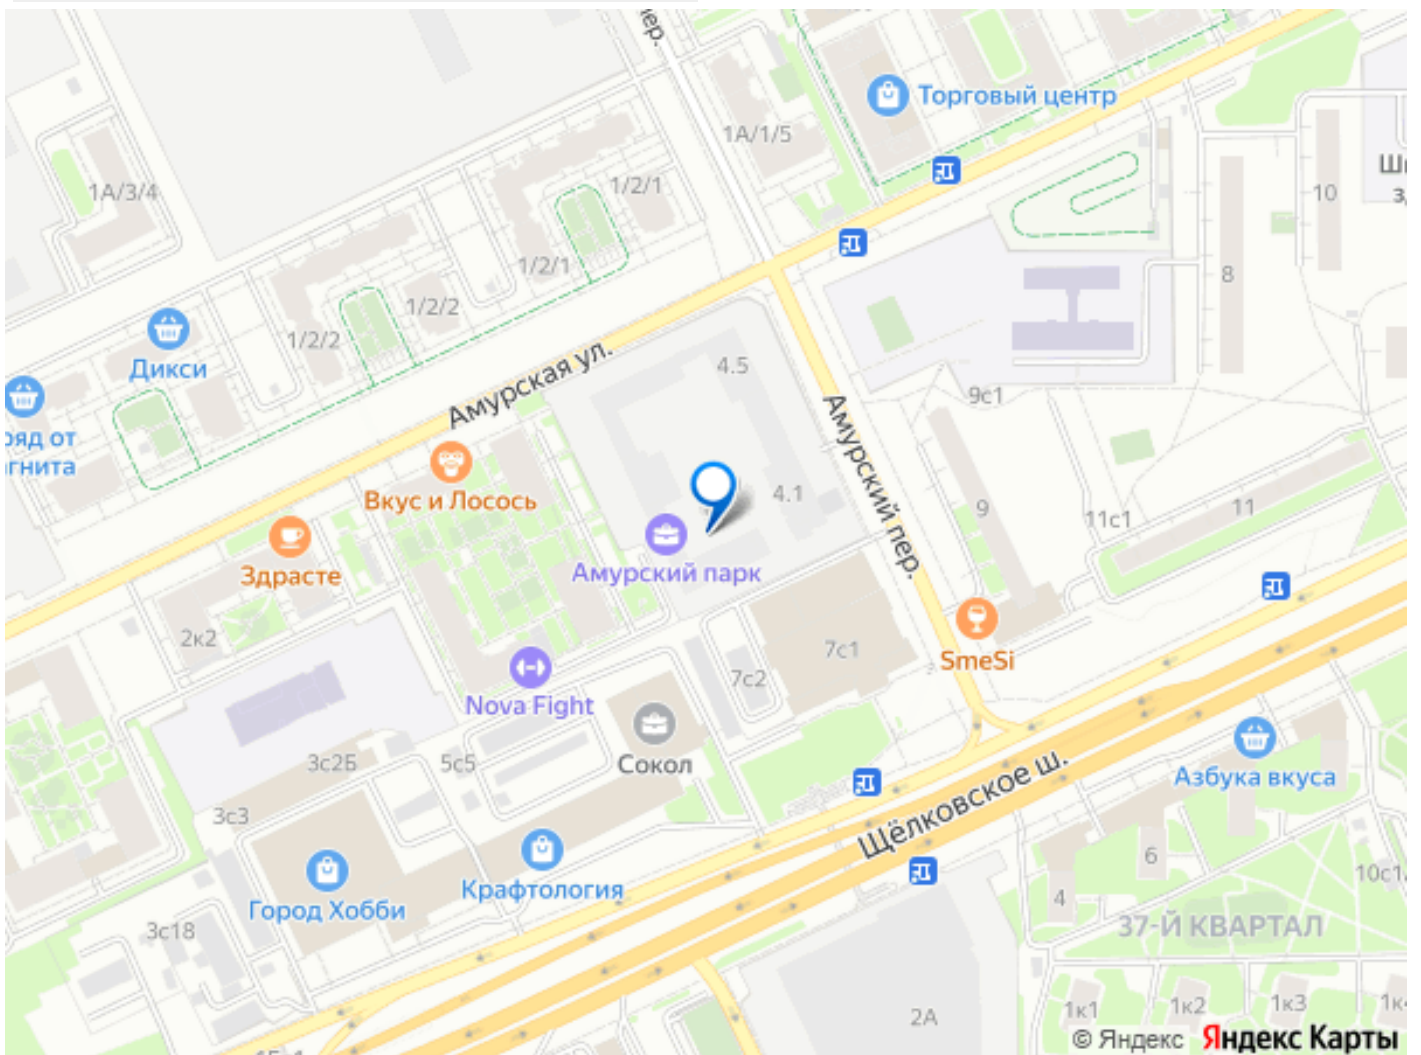 пер.
Торговый центр
1А/1/5
1А/3/4
1/2/1
10
1/2/1
8
1/2/2
1/2/2
Дикси
4.5
Амурская ул.
9с1
Амурский пер.
Вкус и Лосось
4.1
9
11
11с1
Здрасте
Амурский парк
2к2
7с1
SmeSi
7с2
Nova Fight
3с2Б
5с5
Сокол
Щёлковское ш.
Азбука вкуса
3с3
6
Крафтология
10с1
4
Город Хобби
3с18
37-Й КВАРТАЛ
2А
1к1
1к2
1к3
© Яндекс Яндекс Карты